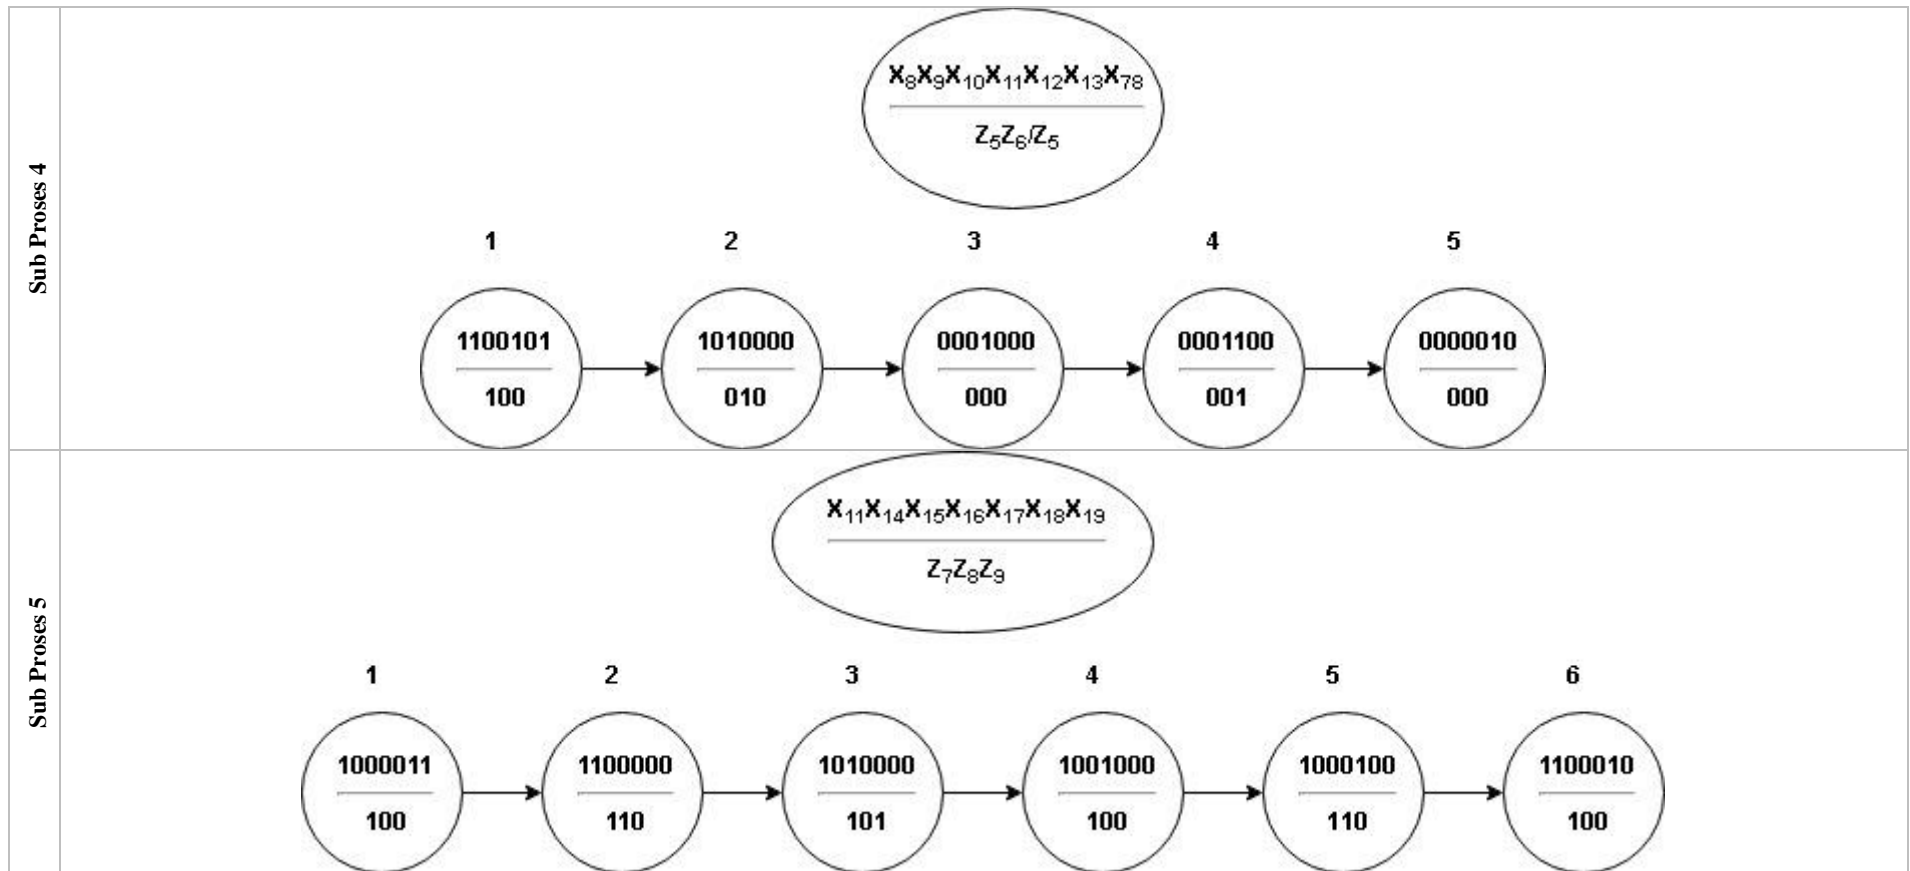 Sub Proses 4
X8X9X10X11X12X13X78
Z5Z6/Z5
1 2 3 4 5
1100101 1010000 0001000 0001100 0000010
100 010 000 001 000
Sub Proses 5
X11X14X15X16X17X18X19
Z7Z8Z9
1 2 3 4 5 6
1000011 1100000 1010000 1001000 1000100 1100010
100 110 101 100 110 100